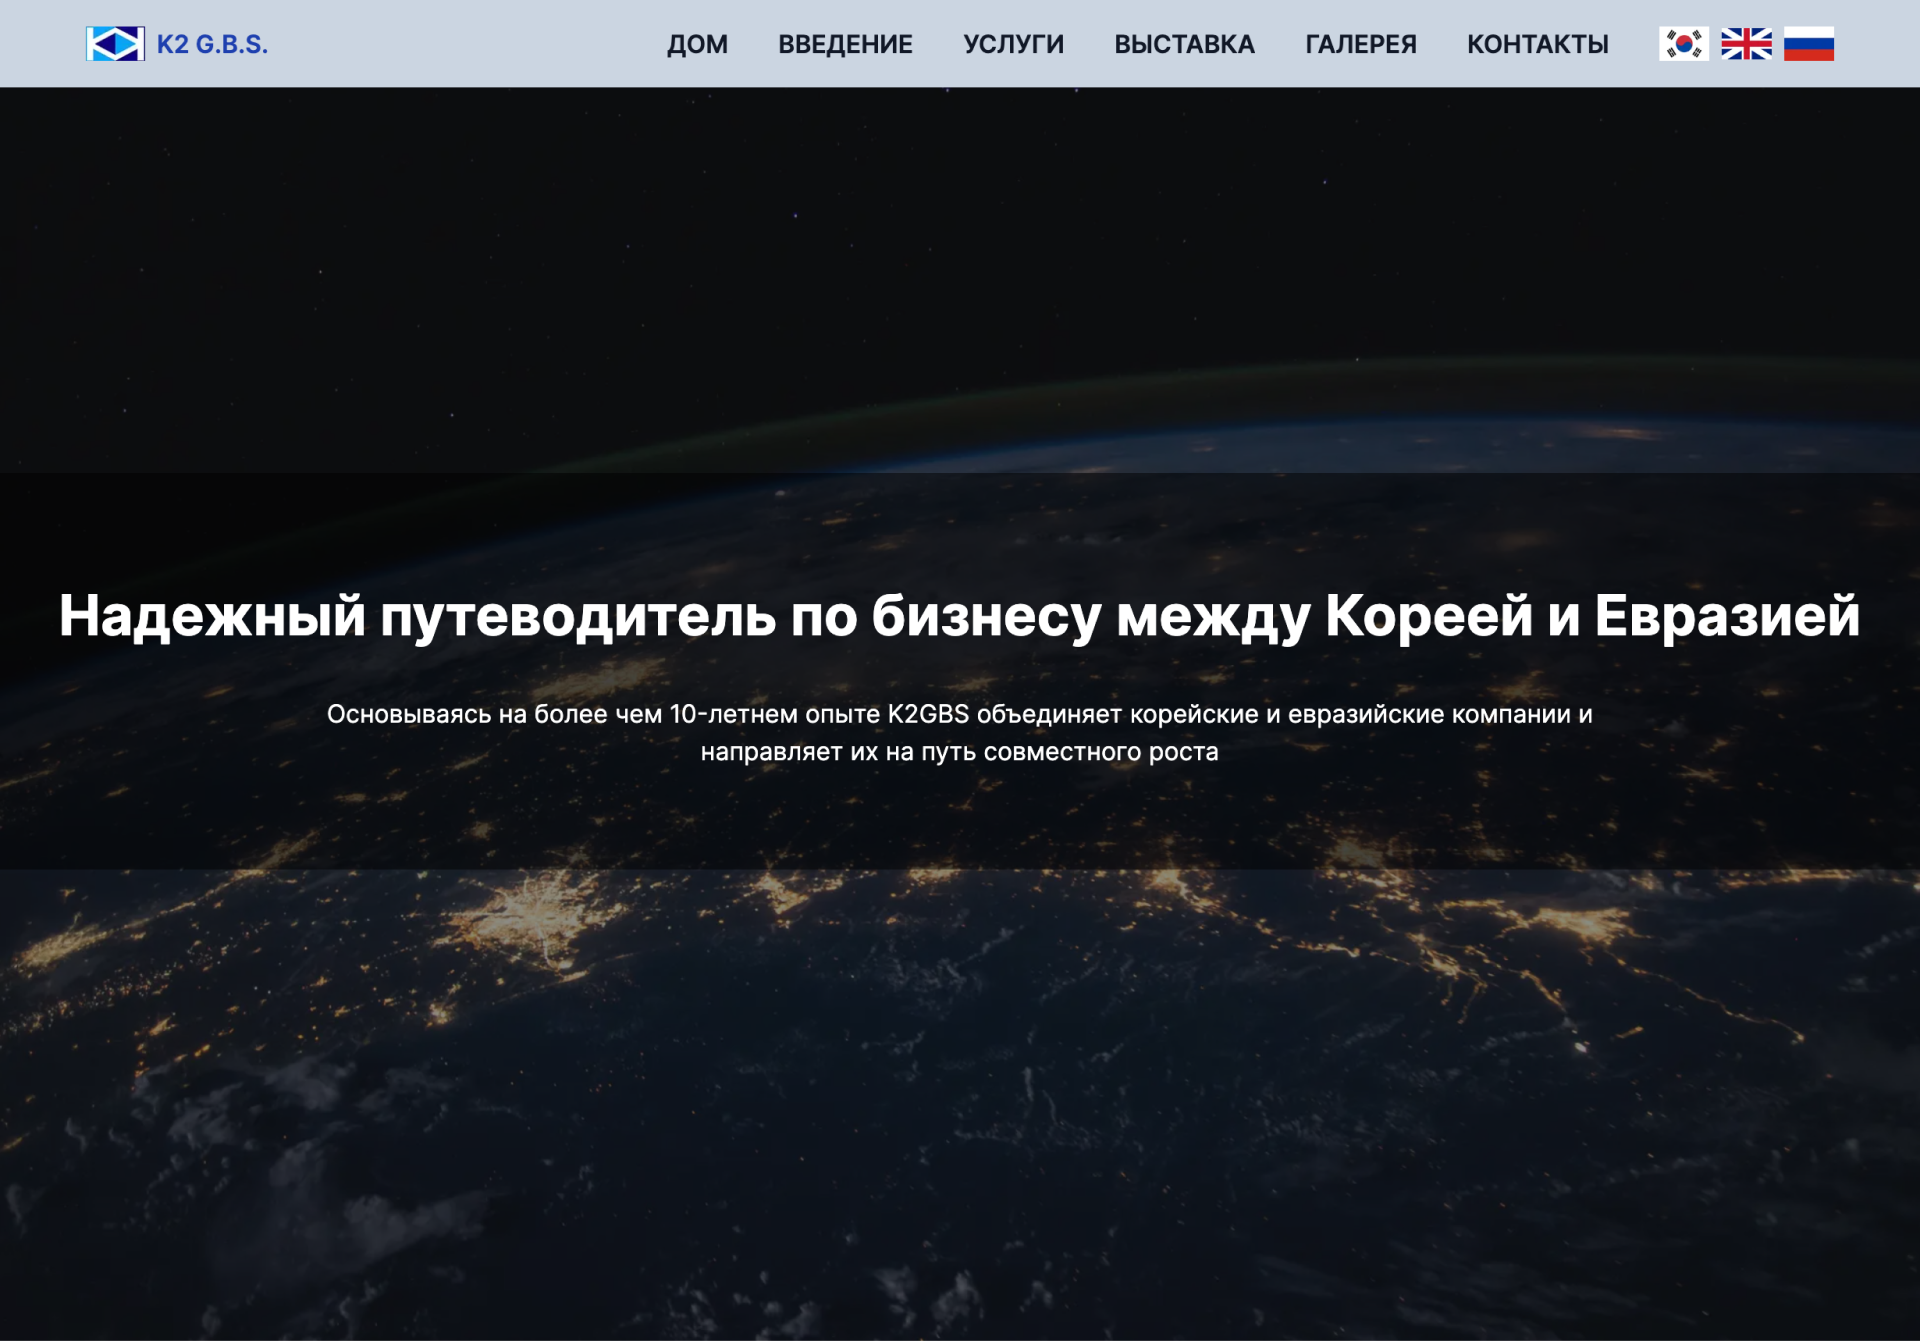 K2 G.B.S.
ДОМ ВВЕДЕНИЕ УСЛУГИ ВЫСТАВКА ГАЛЕРЕЯ КОНТАКТЫ
Надежный путеводитель по бизнесу между Кореей и Евразией
Основываясь на более чем 10-летнем опыте K2GBS объединяет корейские и евразийские компании и
направляет их на путь совместного роста